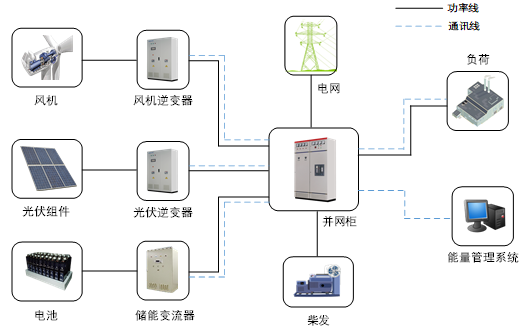 功率线
通讯线
风机
风机逆变器
电网
负荷
光伏组件
光伏逆变器
并网柜
能量管理系统
电池
储能变流器
柴发